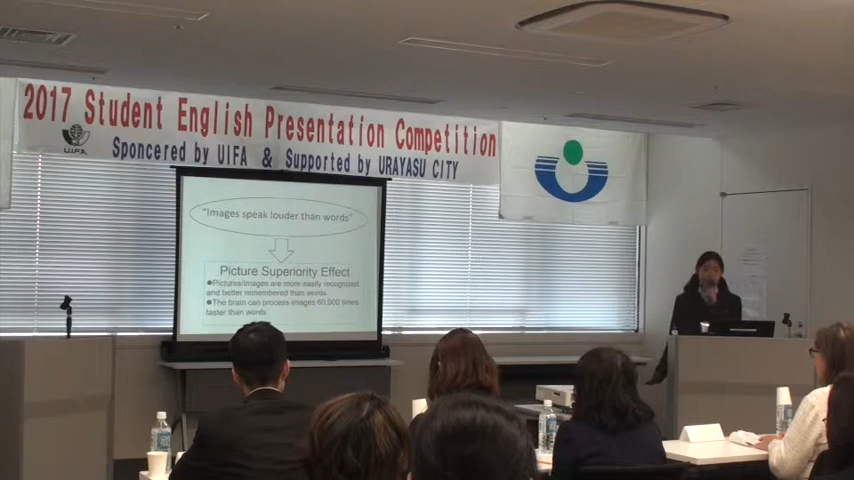 2017 Student English Presentation Competition
U.I.F.A.
Sponcered by UIFA & Supported by URAYASU CITY
"Images speak louder than words"
Picture Superiority Effect
●Pictures/Images are more easily recognized
and better remembered than words.
●The brain can process images 60,000 times
faster than words.